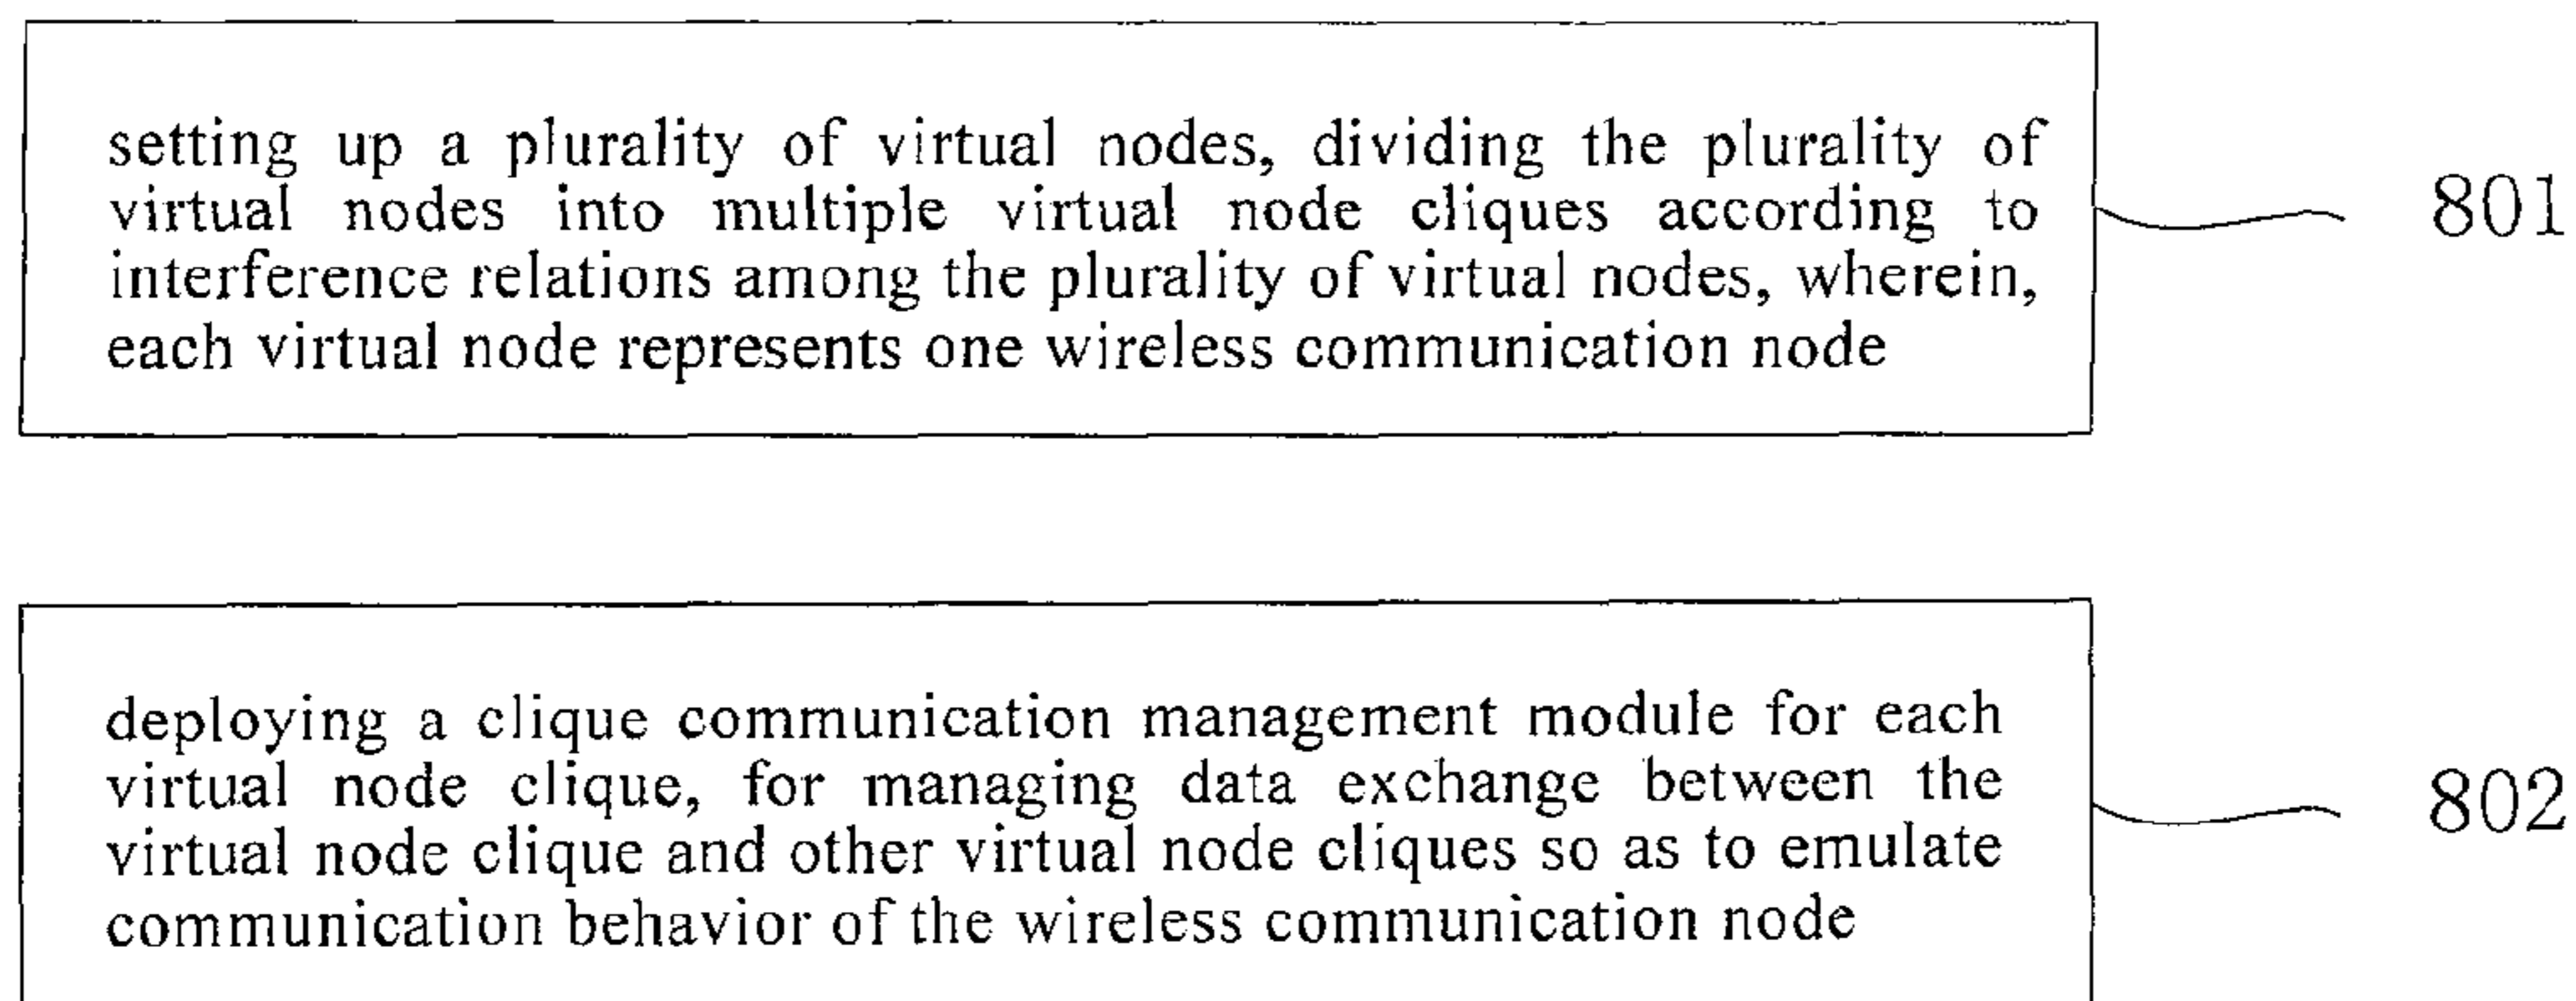 setting up a plurality of virtual nodes, dividing the plurality of
virtual nodes into multiple virtual node cliques according to
interference relations among the plurality of virtual nodes, wherein,
each virtual node represents one wireless communication node
801
deploying a clique communication management module for each
virtual node clique, for managing data exchange between the
virtual node clique and other virtual node cliques so as to emulate
communication behavior of the wireless communication node
802